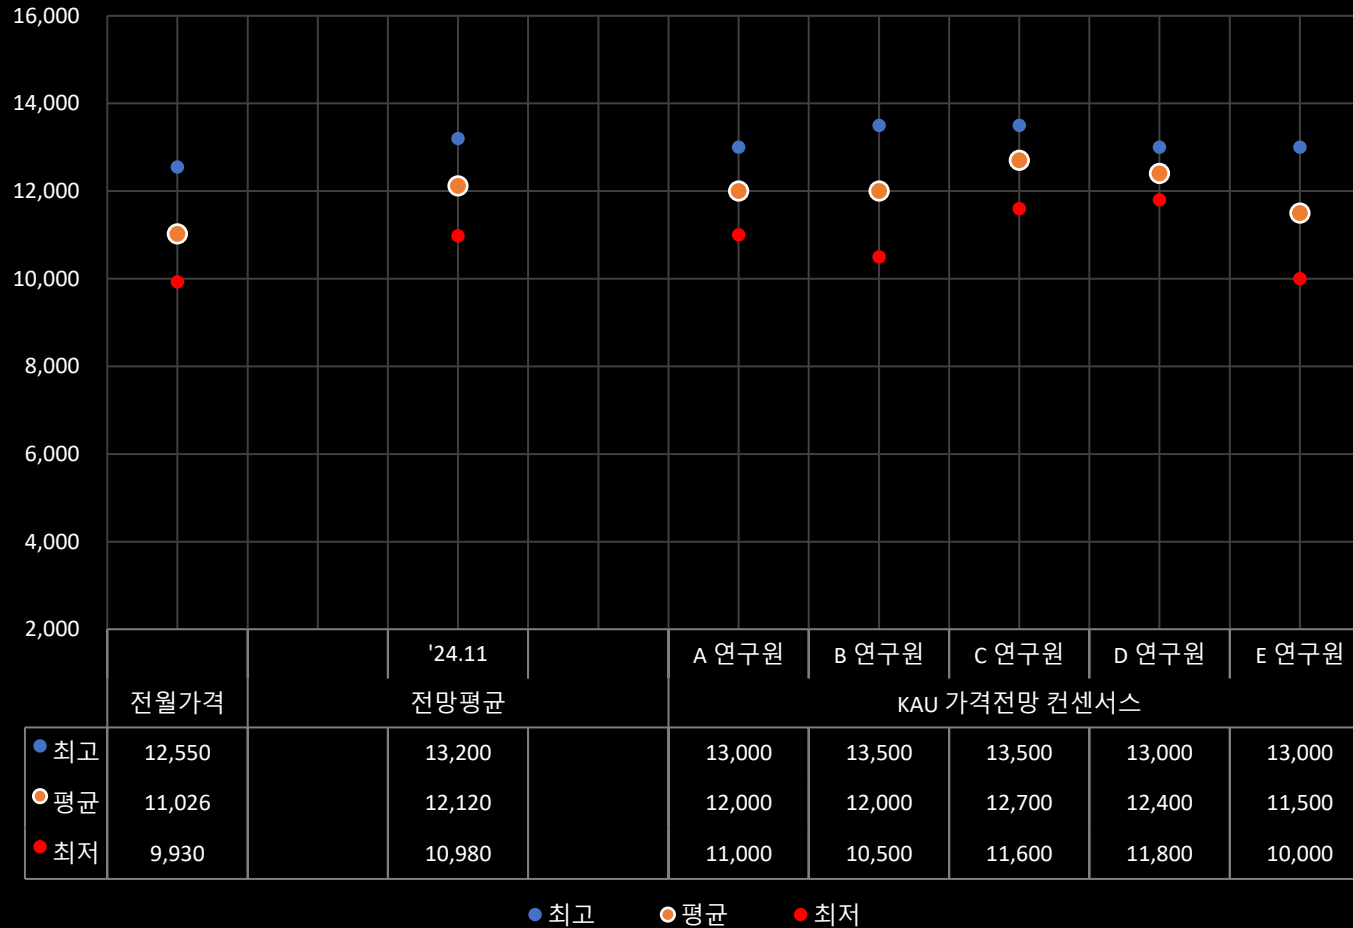 16,000
14,000
12,000
10,000
8,000
6,000
4,000
2,000
'24.11 A 연구원 B 연구원 C 연구원 D 연구원 E 연구원
전월가격 전망평균 KAU 가격전망 컨센서스
최고 12,550 13,200 13,000 13,500 13,500 13,000 13,000
평균 11,026 12,120 12,000 12,000 12,700 12,400 11,500
최저 9,930 10,980 11,000 10,500 11,600 11,800 10,000
최고 평균 최저